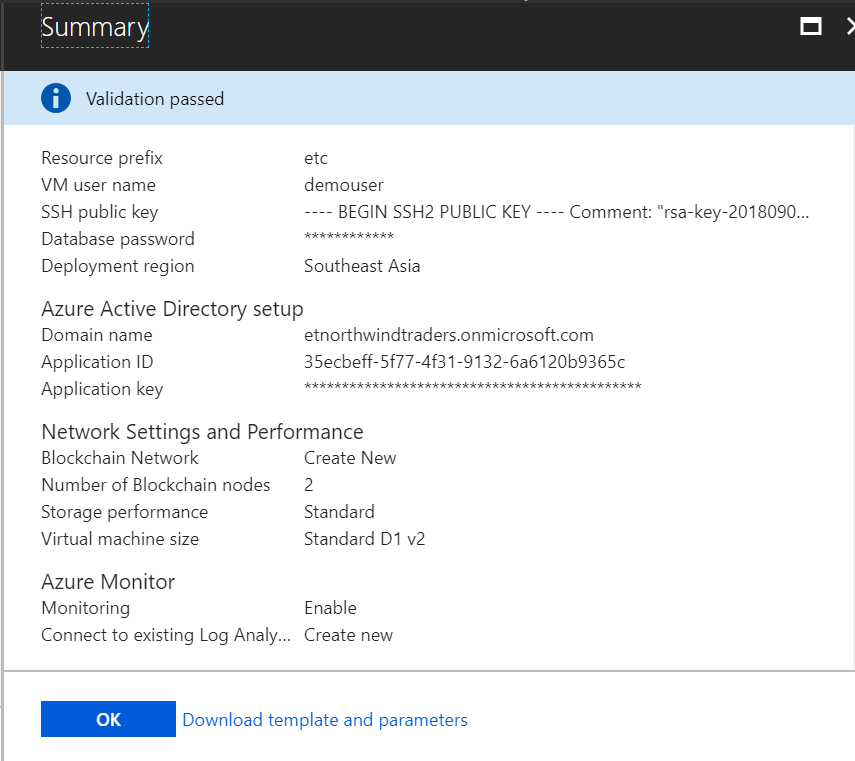 Summary
Validation passed
Resource prefix etc
VM user name demouser
SSH public key ---- BEGIN SSH2 PUBLIC KEY ---- Comment: "rsa-key-2018090...
Database password ************
Deployment region Southeast Asia
Azure Active Directory setup
Domain name etnorthwindtraders.onmicrosoft.com
Application ID 35ecbeff-5f77-4f31-9132-6a6120b9365c
Application key ********************************************
Network Settings and Performance
Blockchain Network Create New
Number of Blockchain nodes 2
Storage performance Standard
Virtual machine size Standard D1 v2
Azure Monitor
Monitoring Enable
Connect to existing Log Analy... Create new
OK Download template and parameters